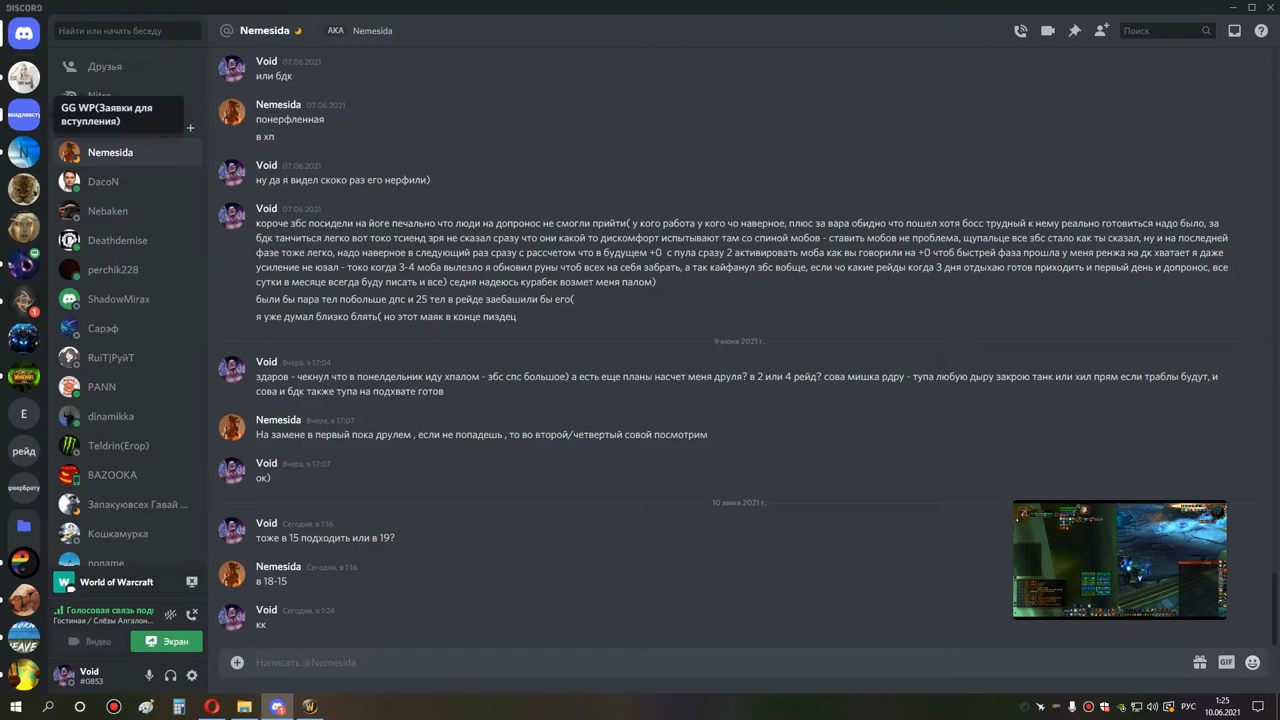 DISCORD
Найти или начать беседу
Nemesida
AKA
Nemesida
Поиск
Друзья
Nitro
GG WP(Заявки для
вступления)
Nemesida
DacoN
Nebaken
Deathdemise
perchik228
ShadowMirax
Сарэф
RuiT|РуйТ
PANN
dinamikka
Teldrin(Егор)
BAZOOKA
Запакуювсех Гавай ...
Кошкамурка
noname
E
рейд
World of Warcraft
Голосовая связь под
Гостиная / Слёзы Алгалон...
Видео
Экран
Void
#0853
Void 07.06.2021
или бдк
Nemesida 07.06.2021
понерфленная
в хп
Void 07.06.2021
ну да я видел скоко раз его нерфили)
Void 07.06.2021
короче збс посидели на йоге печально что люди на допронос не смогли прийти( у кого работа у кого чо наверное, плюс за вара обидно что пошел хотя босс трудный к нему реально готовиться надо было, за
бдк танчиться легко вот токо тсиенд зря не сказал сразу что они какой то дискомфорт испытывают там со спиной мобов - ставить мобов не проблема, щупальце все збс стало как ты сказал, ну и на последней
фазе тоже легко, надо наверное в следующий раз сразу с рассчетом что в будущем +0 с пула сразу 2 активировать моба как вы говорили на +0 чтоб быстрей фаза прошла у меня ренжа на дк хватает я даже
усиление не юзал - токо когда 3-4 моба вылезло я обновил руны чтоб всех на себя забрать, а так кайфанул збс вобще, если чо какие рейды когда 3 дня отдыхаю готов приходить и первый день и допронос, все
сутки в месяце всегда буду писать и все) седня надеюсь курабек возмет меня палом)
были бы пара тел побольше дпс и 25 тел в рейде заебашили бы его(
я уже думал близко блять( но этот маяк в конце пиздец
9 июня 2021 г.
Void Вчера, в 17:04
здаров - чекнул что в понелдельник иду хпалом - збс спс большое) а есть еще планы насчет меня друля? в 2 или 4 рейд? сова мишка рдру - тупа любую дыру закрою танк или хил прям если траблы будут, и
сова и бдк также тупа на подхвате готов
Nemesida Вчера, в 17:07
На замене в первый пока друлем , если не попадешь , то во второй/четвертый совой посмотрим
Void Вчера, в 17:07
ок)
10 июня 2021 г.
Void Сегодня, в 1:16
тоже в 15 подходить или в 19?
Nemesida Сегодня, в 1:16
в 18-15
Void Сегодня, в 1:24
кк
Написать @Nemesida
GIF
РУС
1:25
10.06.2021